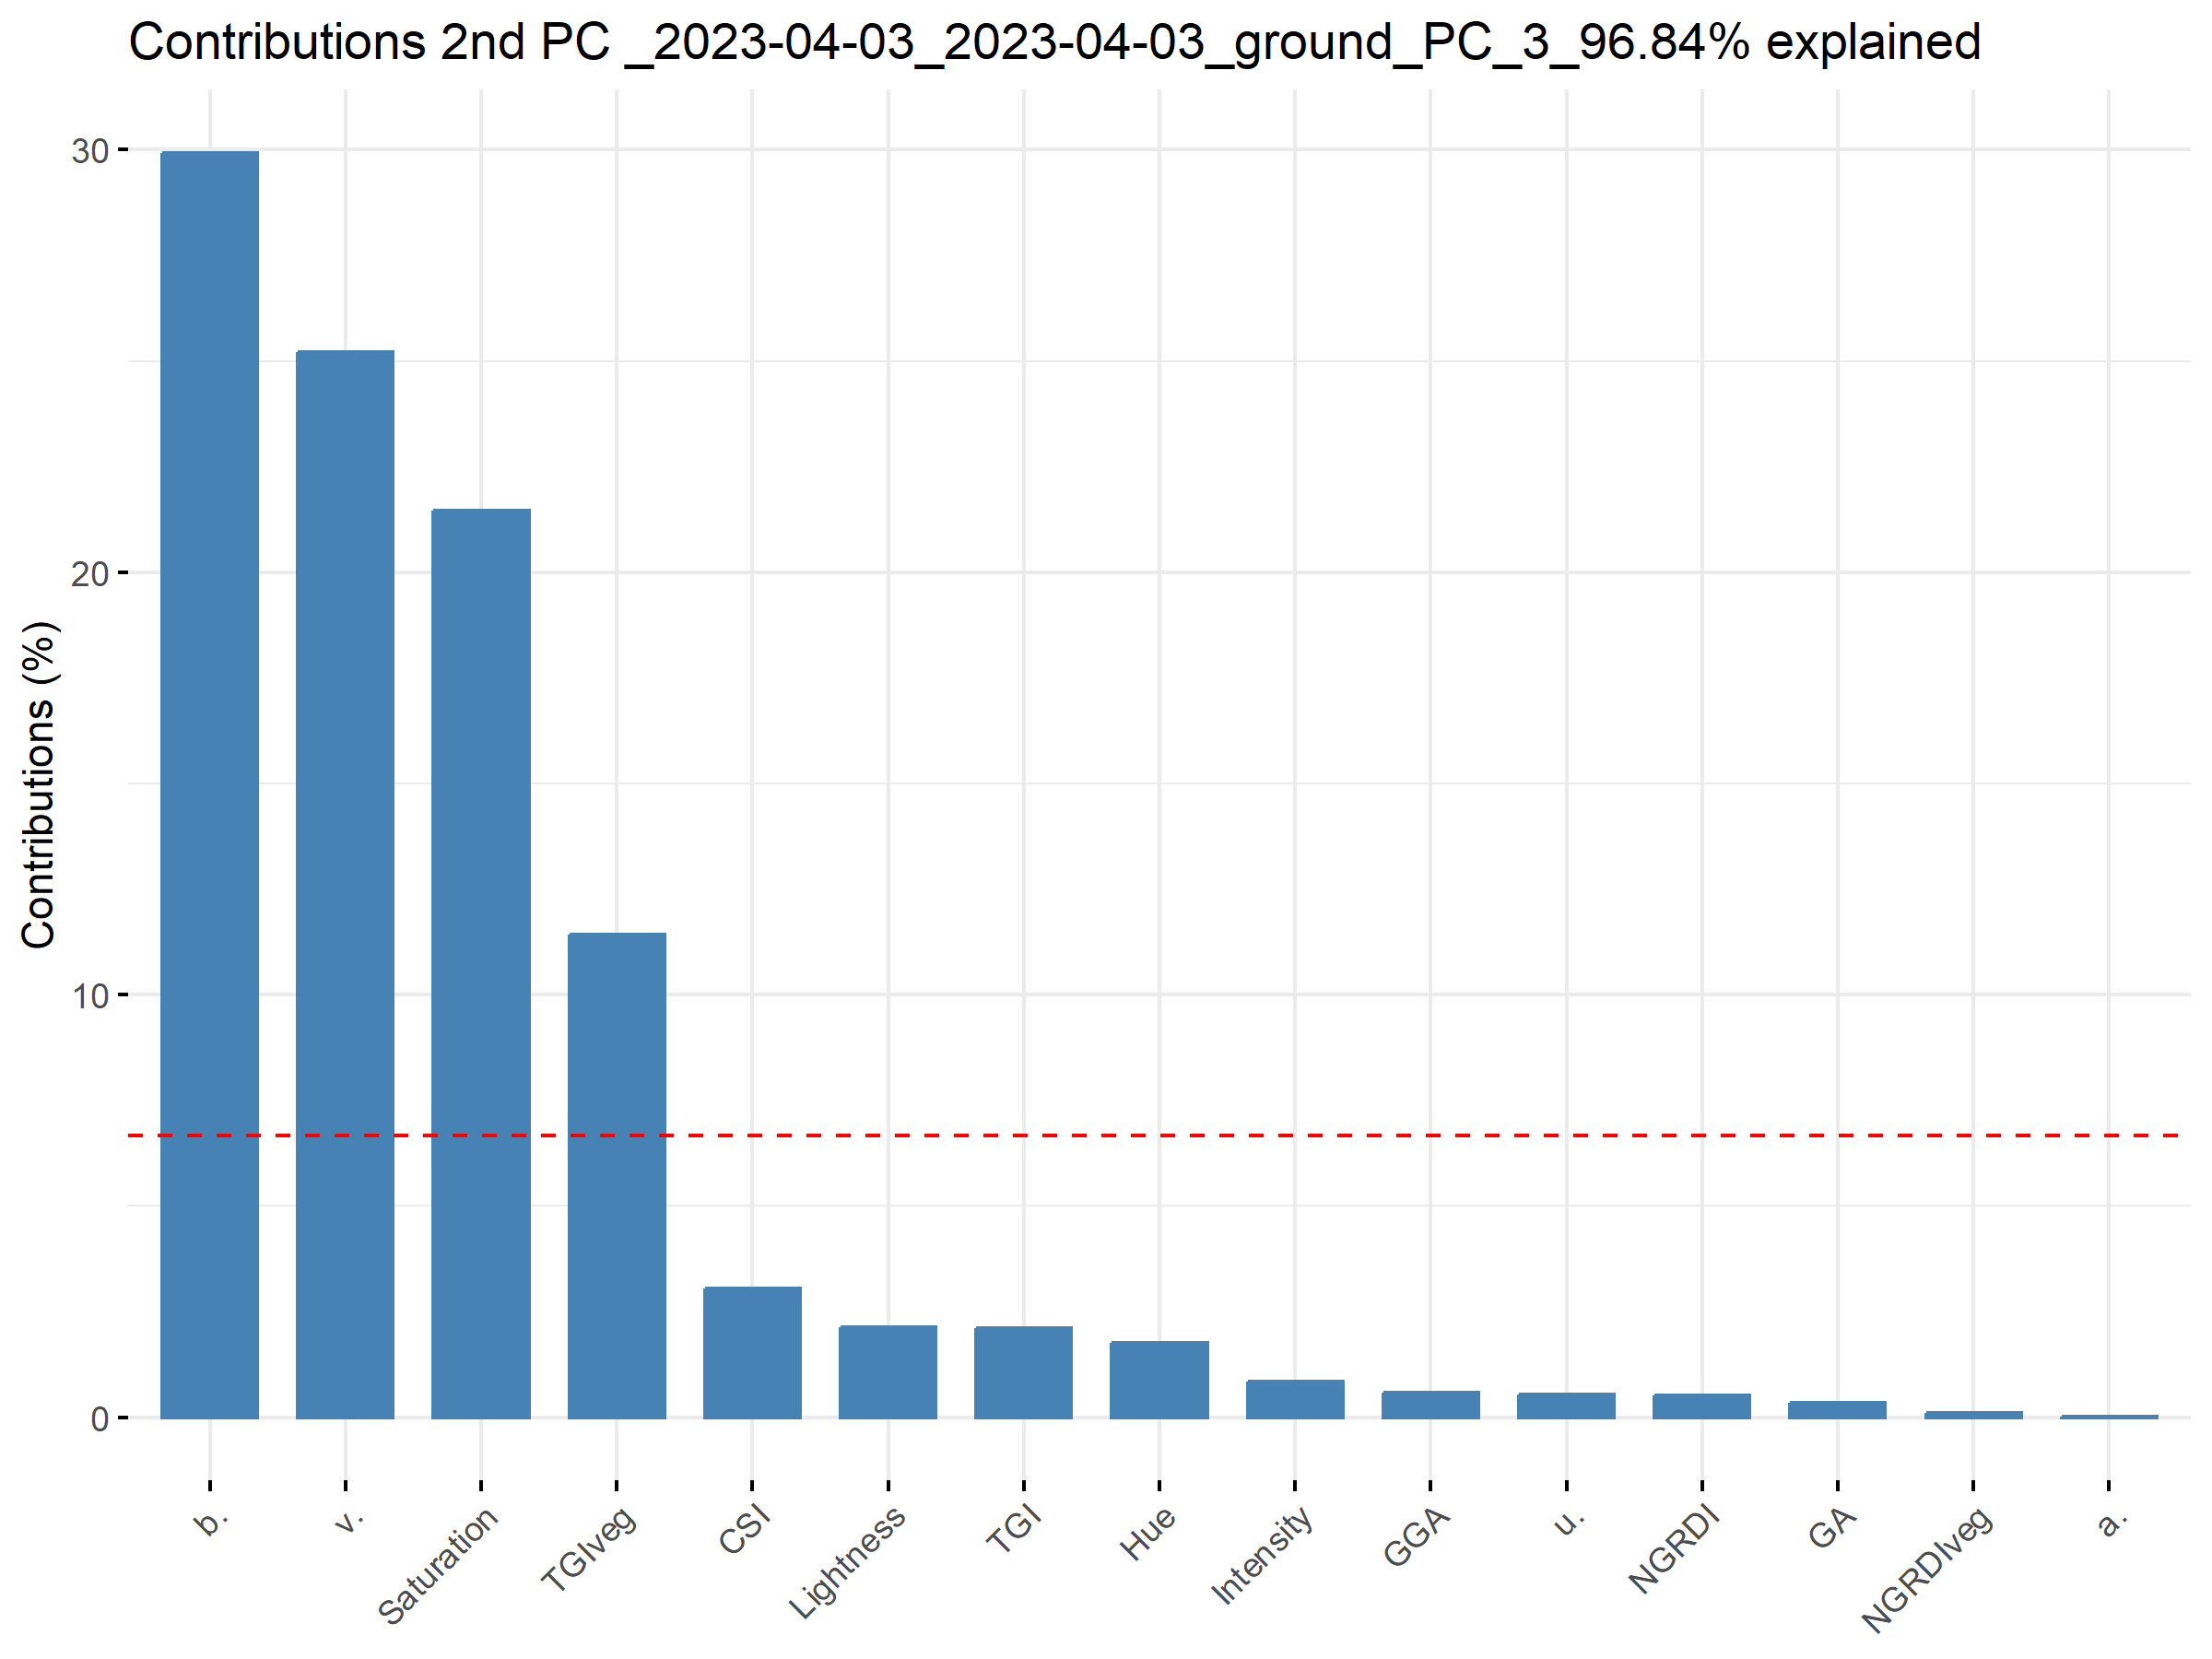 Contributions 2nd PC _2023-04-03_2023-04-03_ground_PC_3_96.84% explained
Contributions (%)
30
20
10
0
b.
v.
Saturation
TGIveg
CSI
Lightness
TGI
Hue
Intensity
GGA
u.
NGRDI
GA
NGRDIveg
a.